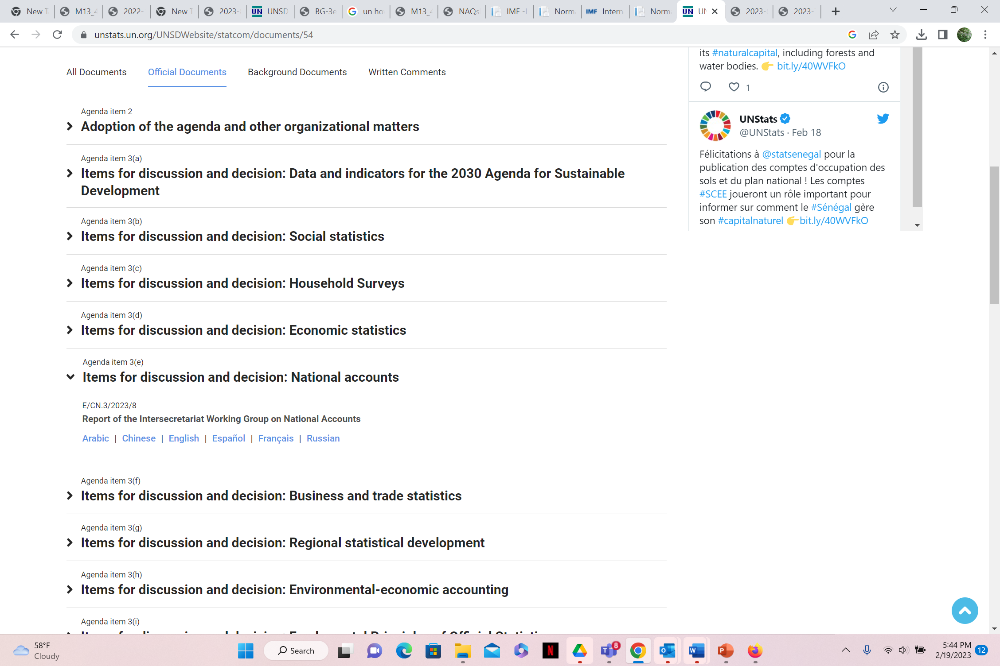 New T
M13_4
2022-
New T
2023-
UN UNSD
BG-3e
un ho
M13_4
NAQs
IMF -
Norm
IMF Intern
Norm
UN
2023-
2023-
unstats.un.org/UNSDWebsite/statcom/documents/54
All Documents
Official Documents
Background Documents
Written Comments
Agenda item 2
Adoption of the agenda and other organizational matters
Agenda item 3(a)
Items for discussion and decision: Data and indicators for the 2030 Agenda for Sustainable
Development
Agenda item 3(b)
Items for discussion and decision: Social statistics
Agenda item 3(c)
Items for discussion and decision: Household Surveys
Agenda item 3(d)
Items for discussion and decision: Economic statistics
Agenda item 3(e)
Items for discussion and decision: National accounts
E/CN.3/2023/8
Report of the Intersecretariat Working Group on National Accounts
Arabic | Chinese | English | Español | Français | Russian
Agenda item 3(f)
Items for discussion and decision: Business and trade statistics
Agenda item 3(g)
Items for discussion and decision: Regional statistical development
Agenda item 3(h)
Items for discussion and decision: Environmental-economic accounting
Agenda item 3(i)
its #naturalcapital, including forests and
water bodies. 👉 bit.ly/40WVFkO
1
UNStats
@UNStats · Feb 18
Félicitations à @statsenegal pour la
publication des comptes d'occupation des
sols et du plan national ! Les comptes
#SCEE joueront un rôle important pour
informer sur comment le #Sénégal gère
son #capitalnaturel 👉bit.ly/40WVFkO
58°F
Cloudy
Search
8
5:44 PM
2/19/2023
12